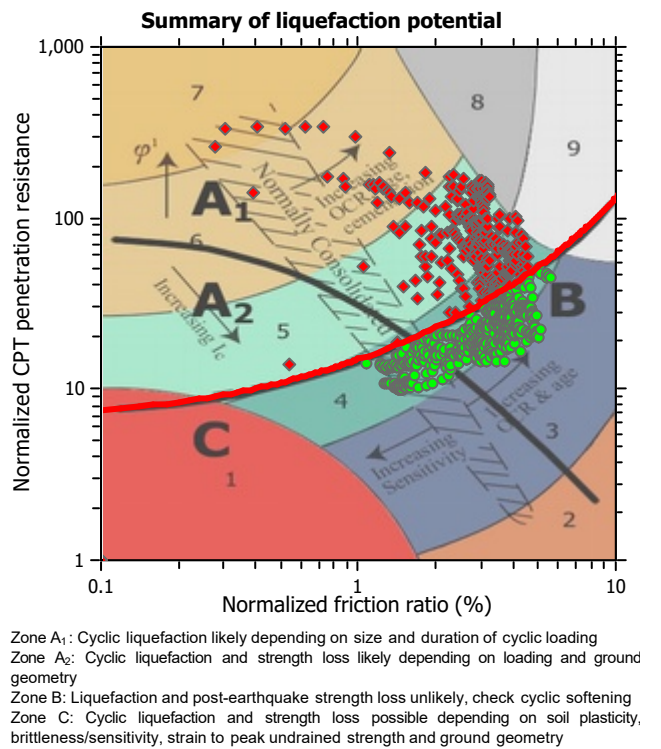 Summary of liquefaction potential
1,000
100
10
1
0.1
1
10
Normalized CPT penetration resistance
Normalized friction ratio (%)
7
8
9
φ'
A1
Normally Consolidated
Increasing
OCR & age,
cementation
6
A2
Increasing Ic
5
B
4
C
1
Increasing
OCR & age
Increasing
Sensitivity
3
2
Zone A1: Cyclic liquefaction likely depending on size and duration of cyclic loading
Zone A2: Cyclic liquefaction and strength loss likely depending on loading and ground
geometry
Zone B: Liquefaction and post-earthquake strength loss unlikely, check cyclic softening
Zone C: Cyclic liquefaction and strength loss possible depending on soil plasticity,
brittleness/sensitivity, strain to peak undrained strength and ground geometry